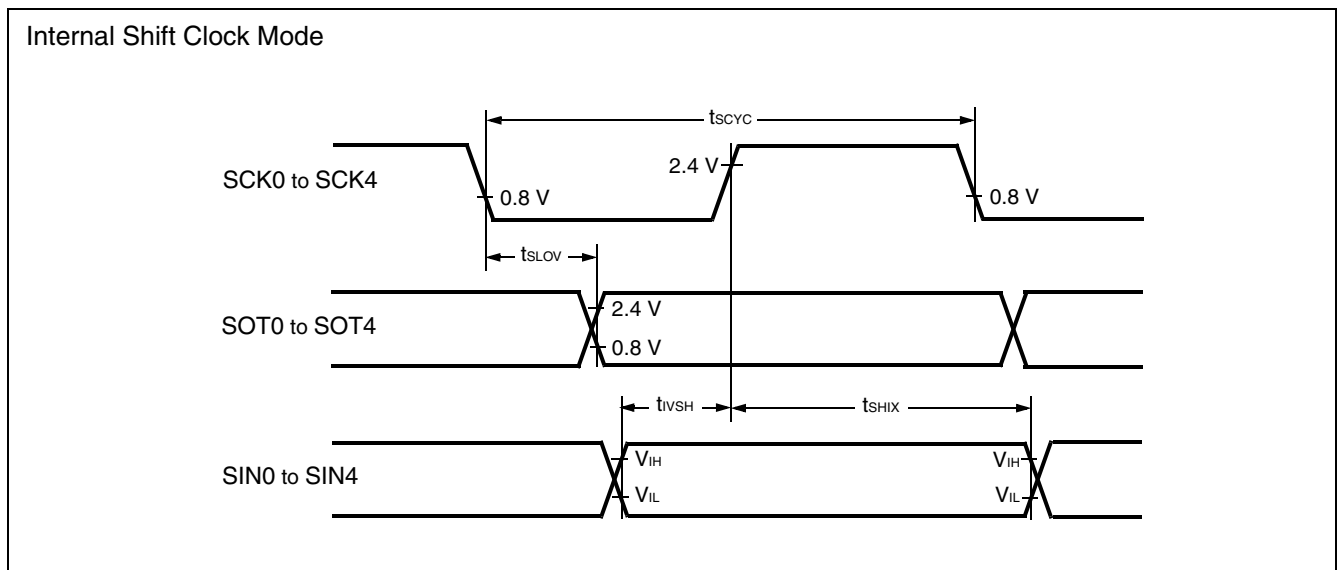 Internal Shift Clock Mode
tSCYC
SCK0 to SCK4
2.4 V
0.8 V
0.8 V
tSLOV
SOT0 to SOT4
2.4 V
0.8 V
tIVSH
tSHIX
SIN0 to SIN4
VIH
VIH
VIL
VIL